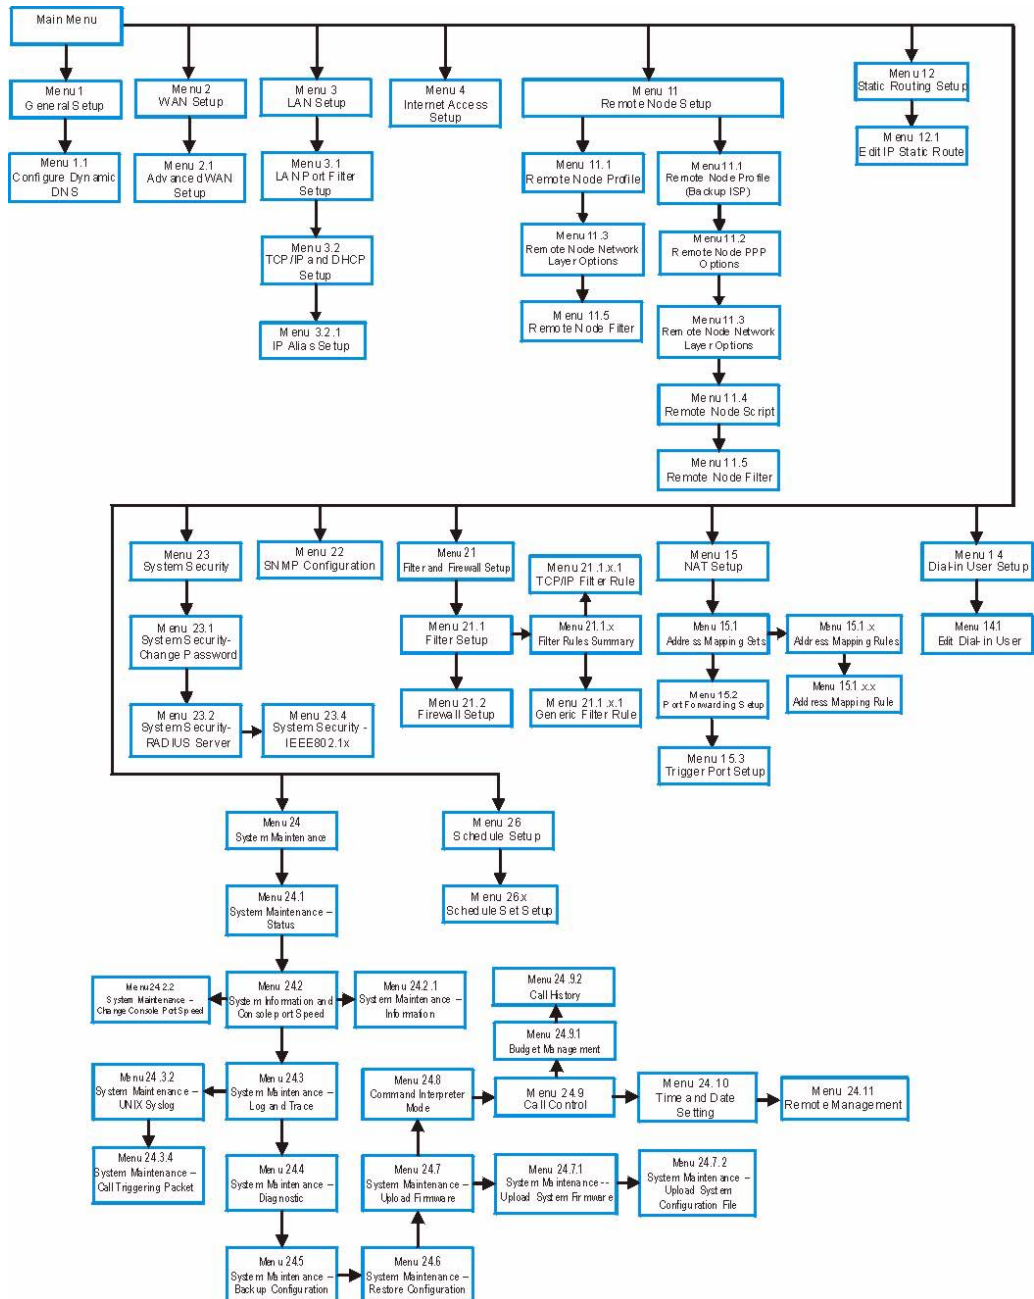 Main Menu
Menu 1
General Setup
Menu 2
WAN Setup
Menu 3
LAN Setup
Menu 4
Internet Access
Setup
Menu 11
Remote Node Setup
Menu 12
Static Routing Setup
Menu 1.1
Configure Dynamic
DNS
Menu 2.1
Advanced WAN
Setup
Menu 3.1
LAN Port Filter
Setup
Menu 11.1
Remote Node Profile
Menu 11.1
Remote Node Profile
(Backup ISP)
Menu 12.1
Edit IP Static Route
Menu 3.2
TCP/IP and DHCP
Setup
Menu 11.3
Remote Node Network
Layer Options
Menu 11.2
Remote Node PPP
Options
Menu 3.2.1
IP Alias Setup
Menu 11.5
Remote Node Filter
Menu 11.3
Remote Node Network
Layer Options
Menu 11.4
Remote Node Script
Menu 11.5
Remote Node Filter
Menu 23
System Security
Menu 22
SNMP Configuration
Menu 21
Filter and Firewall Setup
Menu 21.1.x.1
TCP/IP Filter Rule
Menu 15
NAT Setup
Menu 14
Dial-in User Setup
Menu 23.1
System Security-
Change Password
Menu 21.1
Filter Setup
Menu 21.1.x
Filter Rules Summary
Menu 15.1
Address Mapping Sets
Menu 15.1.x
Address Mapping Rules
Menu 14.1
Edit Dial-in User
Menu 23.2
System Security-
RADIUS Server
Menu 23.4
System Security -
IEEE802.1x
Menu 21.2
Firewall Setup
Menu 21.1.x.1
Generic Filter Rule
Menu 15.2
Port Forwarding Setup
Menu 15.1.x.x
Address Mapping Rule
Menu 15.3
Trigger Port Setup
Menu 24
System Maintenance
Menu 26
Schedule Setup
Menu 24.1
System Maintenance –
Status
Menu 26.x
Schedule Set Setup
Menu 24.2.2
System Maintenance –
Change Console Port Speed
Menu 24.2
System Information and
Console port Speed
Menu 24.2.1
System Maintenance –
Information
Menu 24.9.2
Call History
Menu 24.9.1
Budget Management
Menu 24.3.2
System Maintenance –
UNIX Syslog
Menu 24.3
System Maintenance –
Log and Trace
Menu 24.8
Command Interpreter
Mode
Menu 24.9
Call Control
Menu 24.10
Time and Date
Setting
Menu 24.11
Remote Management
Menu 24.3.4
System Maintenance –
Call Triggering Packet
Menu 24.4
System Maintenance –
Diagnostic
Menu 24.7
System Maintenance –
Upload Firmware
Menu 24.7.1
System Maintenance --
Upload System Firmware
Menu 24.7.2
System Maintenance –
Upload System
Configuration File
Menu 24.5
System Maintenance –
Backup Configuration
Menu 24.6
System Maintenance –
Restore Configuration